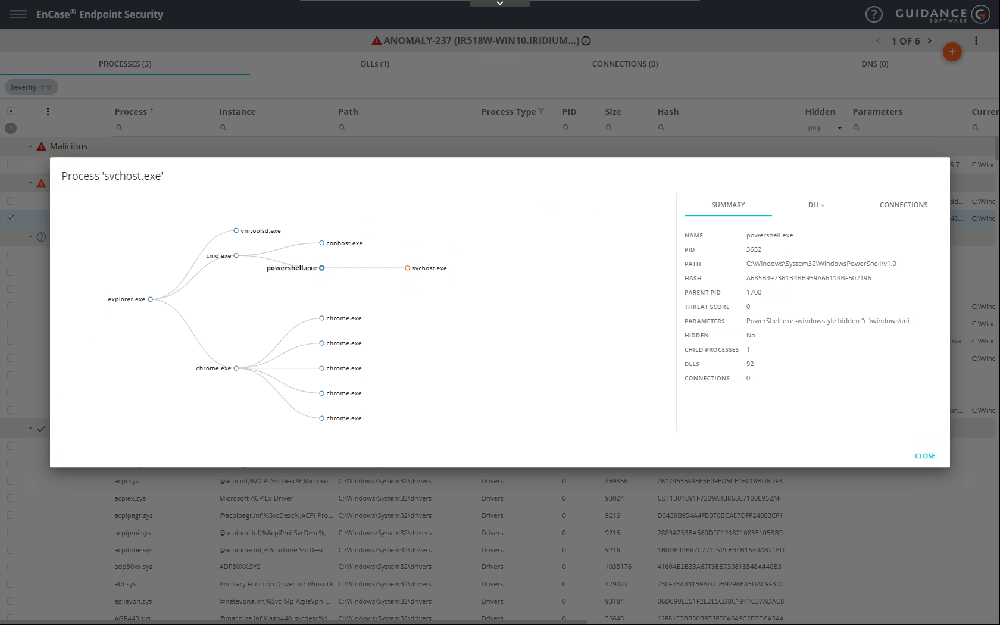 EnCase® Endpoint Security
?
GUIDANCE
SOFTWARE
ANOMALY-237 (IR518W-WIN10.IRIDIUM...)
1 OF 6
PROCESSES (3) DLLs (1) CONNECTIONS (0) DNS (0)
Severity
Process Instance Path Process Type PID Size Hash Hidden Parameters Curren
1 (All)
Malicious
6 7... C:\Winc
Process 'svchost.exe'
dd... C:\Winc
48... C:\Winc
SUMMARY DLLs CONNECTIONS
vmtoolsd.exe
conhost.exe
cmd.exe
powershell.exe
svchost.exe
explorer.exe
chrome.exe
chrome.exe
chrome.exe
chrome.exe
chrome.exe
chrome.exe
NAME powershell.exe
PID 3652
PATH C:\Windows\System32\WindowsPowerShell\v1.0
HASH A685B497361B4BB959A66118BF507196
PARENT PID 1700
THREAT SCORE 0
PARAMETERS PowerShell.exe -windowstyle hidden "c:\windows\mi...
HIDDEN No
CHILD PROCESSES 1
DLLS 92
CONNECTIONS 0
C:\Winc
C:\Winc
twa... C:\Winc
C:\Winc
un... C:\Winc
CLOSE
acpi.sys @acpi.inf,%ACPI.SvcDesc%;Microso... C:\Windows\System32\drivers Drivers 0 469856 26174555F8565E09ED5CE16018BD6DF3
acpiex.sys Microsoft ACPIEx Driver C:\Windows\System32\drivers Drivers 0 93024 CB11301891F7209A4B86867100E952AF
acpipagr.sys @acpipagr.inf,%SvcDesc%;ACPI Pro... C:\Windows\System32\drivers Drivers 0 9216 D0439B954A4FB070BCAE7DFF24083CF1
acpipmi.sys @acpipmi.inf,%AcpiPmi.SvcDesc%;... C:\Windows\System32\drivers Drivers 0 9216 2889A253BA560DFC1218210855105BB9
acpitime.sys @acpitime.inf,%AcpiTime.SvcDesc... C:\Windows\System32\drivers Drivers 0 9216 1B0DE42B87C771192C634B1540AB21ED
adp80xx.sys ADP80XX.SYS C:\Windows\System32\drivers Drivers 0 1038176 4160AE2B33A67F5EB739813548A440B3
afd.sys Ancillary Function Driver for Winsock C:\Windows\System32\drivers Drivers 0 479072 730F78A43159AD2D59296EA5DAC9F3DC
agilevpn.sys @netavpna.inf,%Svc-Mp-AgileVpn-... C:\Windows\System32\drivers Drivers 0 93184 06D690EE51F2E2E5CD8C1941C37ADAC8
AGP440.sys @machine.inf,%agp440_svcdesc%;I... C:\Windows\System32\drivers Drivers 0 55648 12F81E2BB50B973FE0A6A9C2B7D6A5AA